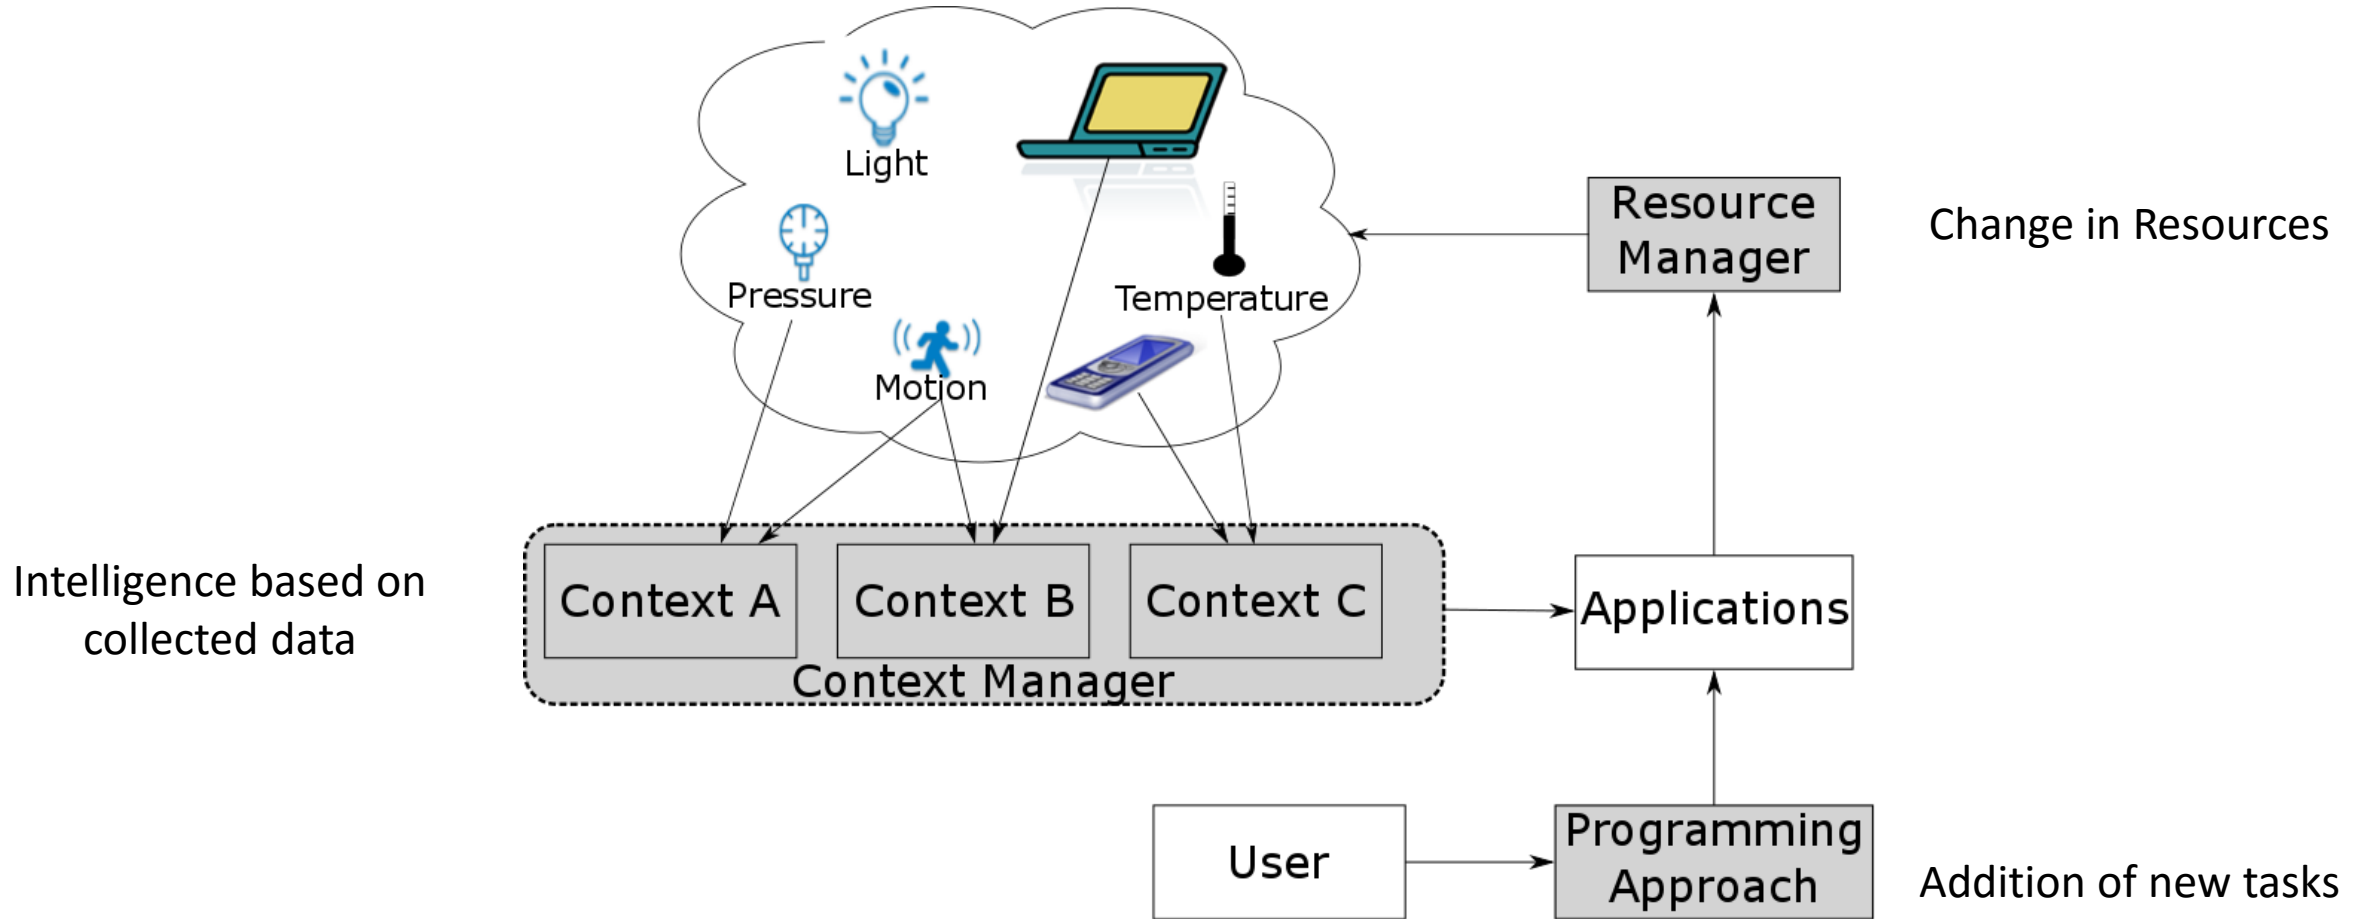 Light
Pressure
Temperature
Motion
Resource
Manager
Change in Resources
Intelligence based on
collected data
Context A
Context B
Context C
Context Manager
Applications
User
Programming
Approach
Addition of new tasks